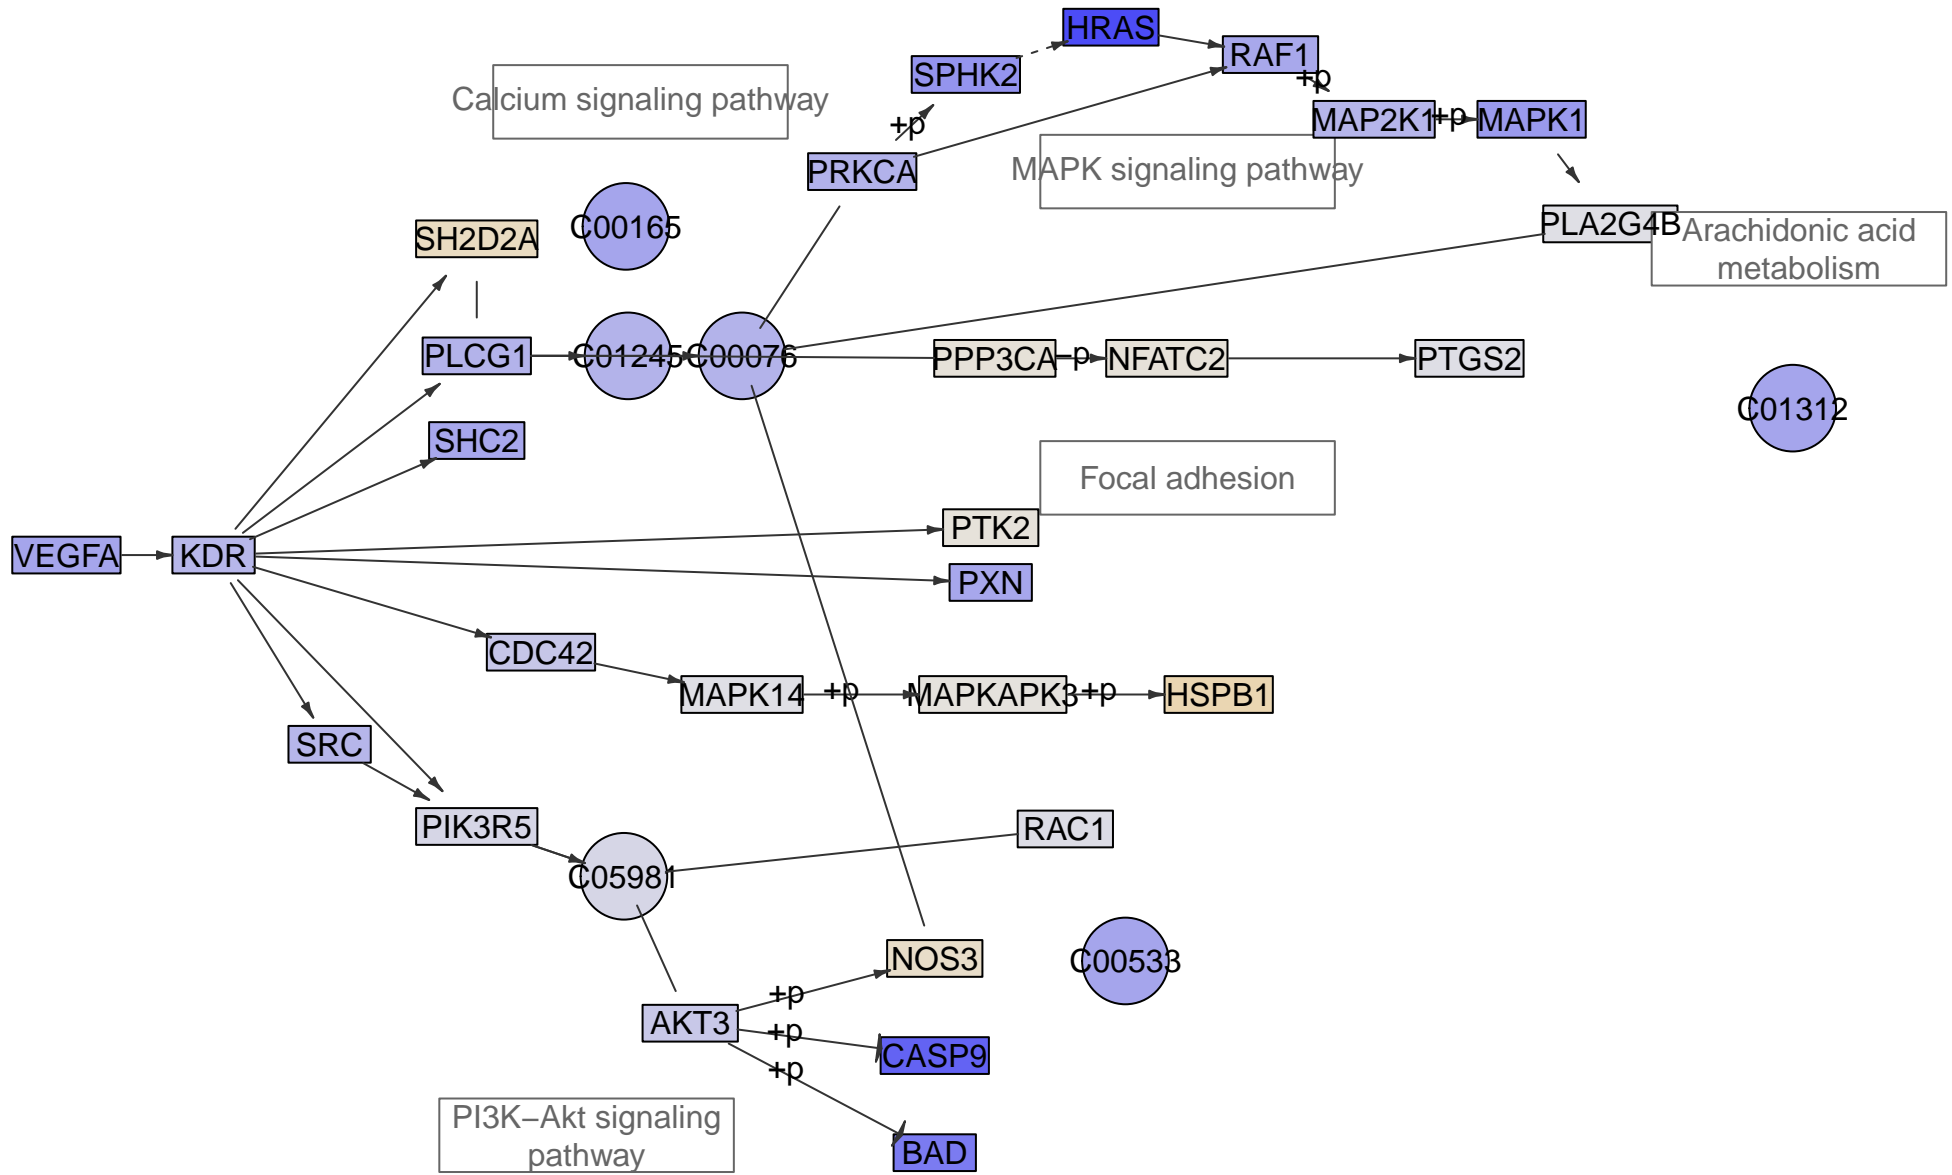 HRAS
RAF1
SPHK2
+p
Calcium signaling pathway
+p
MAP2K1
+p
MAPK1
PRKCA
MAPK signaling pathway
C00165
SH2D2A
PLA2G4B
Arachidonic acid
metabolism
PLCG1
C01245
C00076
PPP3CA
−p
NFATC2
PTGS2
C01312
SHC2
Focal adhesion
PTK2
VEGFA
KDR
PXN
CDC42
MAPK14
+p
MAPKAPK3
+p
HSPB1
SRC
PIK3R5
RAC1
C05981
NOS3
C00533
+p
AKT3
+p
CASP9
+p
PI3K−Akt signaling
pathway
BAD